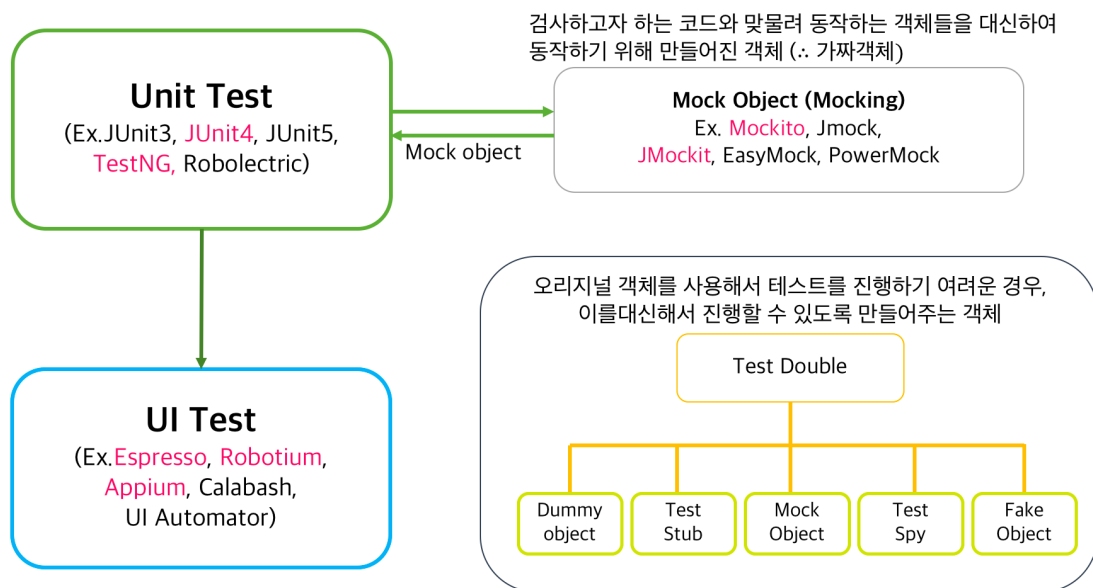 검사하고자 하는 코드와 맞물려 동작하는 객체들을 대신하여
동작하기 위해 만들어진 객체 (∴ 가짜객체)
Unit Test
(Ex.JUnit3, JUnit4, JUnit5,
TestNG, Robolectric)
Mock object
Mock Object (Mocking)
Ex. Mockito, Jmock,
JMockit, EasyMock, PowerMock
UI Test
(Ex.Espresso, Robotium,
Appium, Calabash,
UI Automator)
오리지널 객체를 사용해서 테스트를 진행하기 여려운 경우,
이를대신해서 진행할 수 있도록 만들어주는 객체
Test Double
Dummy
object
Test
Stub
Mock
Object
Test
Spy
Fake
Object